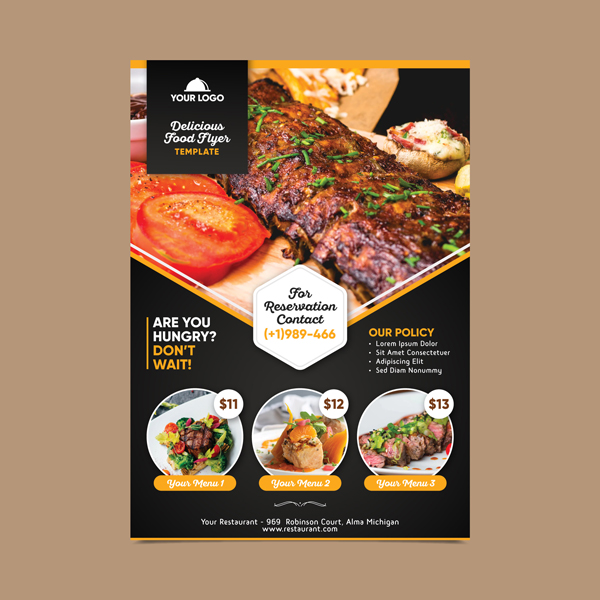 YOUR LOGO
Delicious
Food Flyer
TEMPLATE
For
Reservation
Contact
(+1)989-466
ARE YOU
HUNGRY?
DON'T
WAIT!
OUR POLICY
• Lorem Ipsum Dolor
• Sit Amet Consectetuer
• Adipiscing Elit
• Sed Diam Nonummy
$11
$12
$13
Your Menu 1
Your Menu 2
Your Menu 3
Your Restaurant - 969 Robinson Court, Alma Michigan
www.restaurant.com